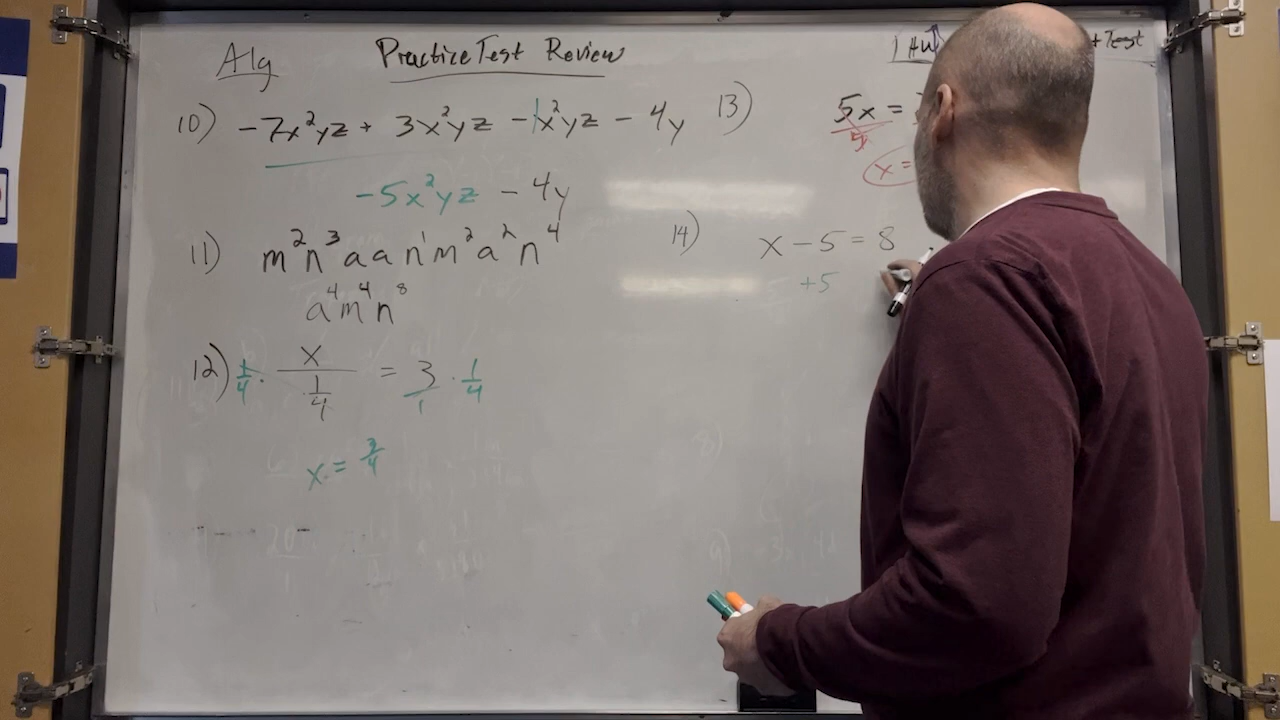 Alg
Practice Test Review
+ Test
10) -7x²yz + 3x²yz - 1x²yz - 4y
-5x²yz - 4y
11) m²n³aan¹m²a²n⁴
a⁴m⁴n⁸
12) 1/4 · x/(1/4) = 3/1 · 1/4
x = 3/4
13) 5x =
x =
14) x - 5 = 8
+5